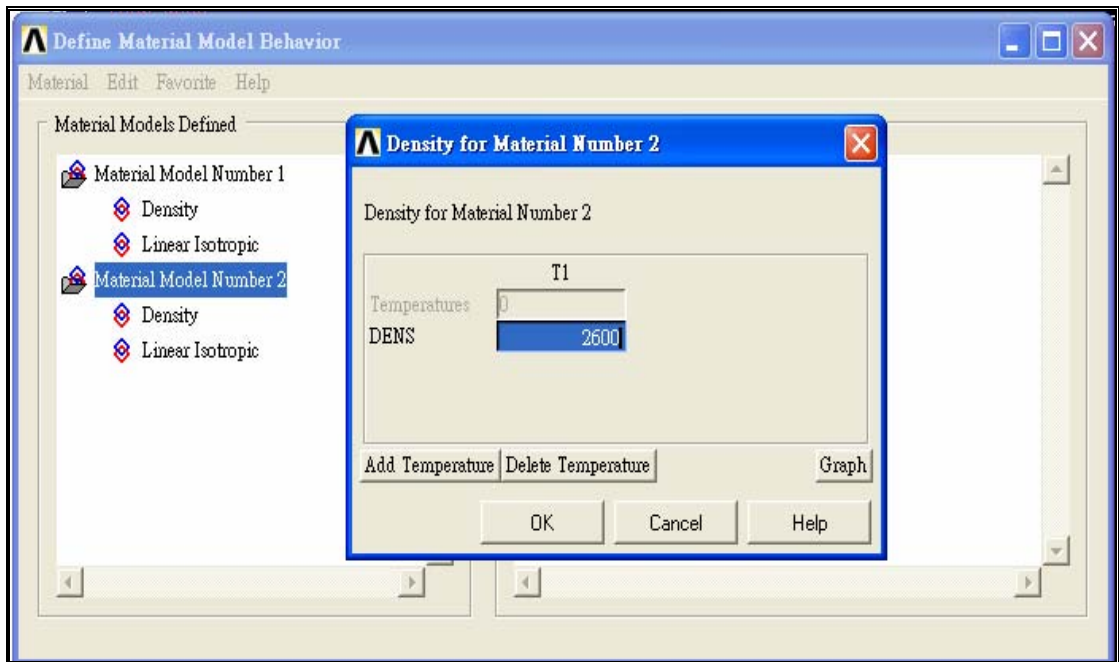 Define Material Model Behavior
Material Edit Favorite Help
Material Models Defined
Material Model Number 1
Density
Linear Isotropic
Material Model Number 2
Density
Linear Isotropic
Density for Material Number 2
Density for Material Number 2
T1
Temperatures 0
DENS 2600
Add Temperature Delete Temperature Graph
OK Cancel Help